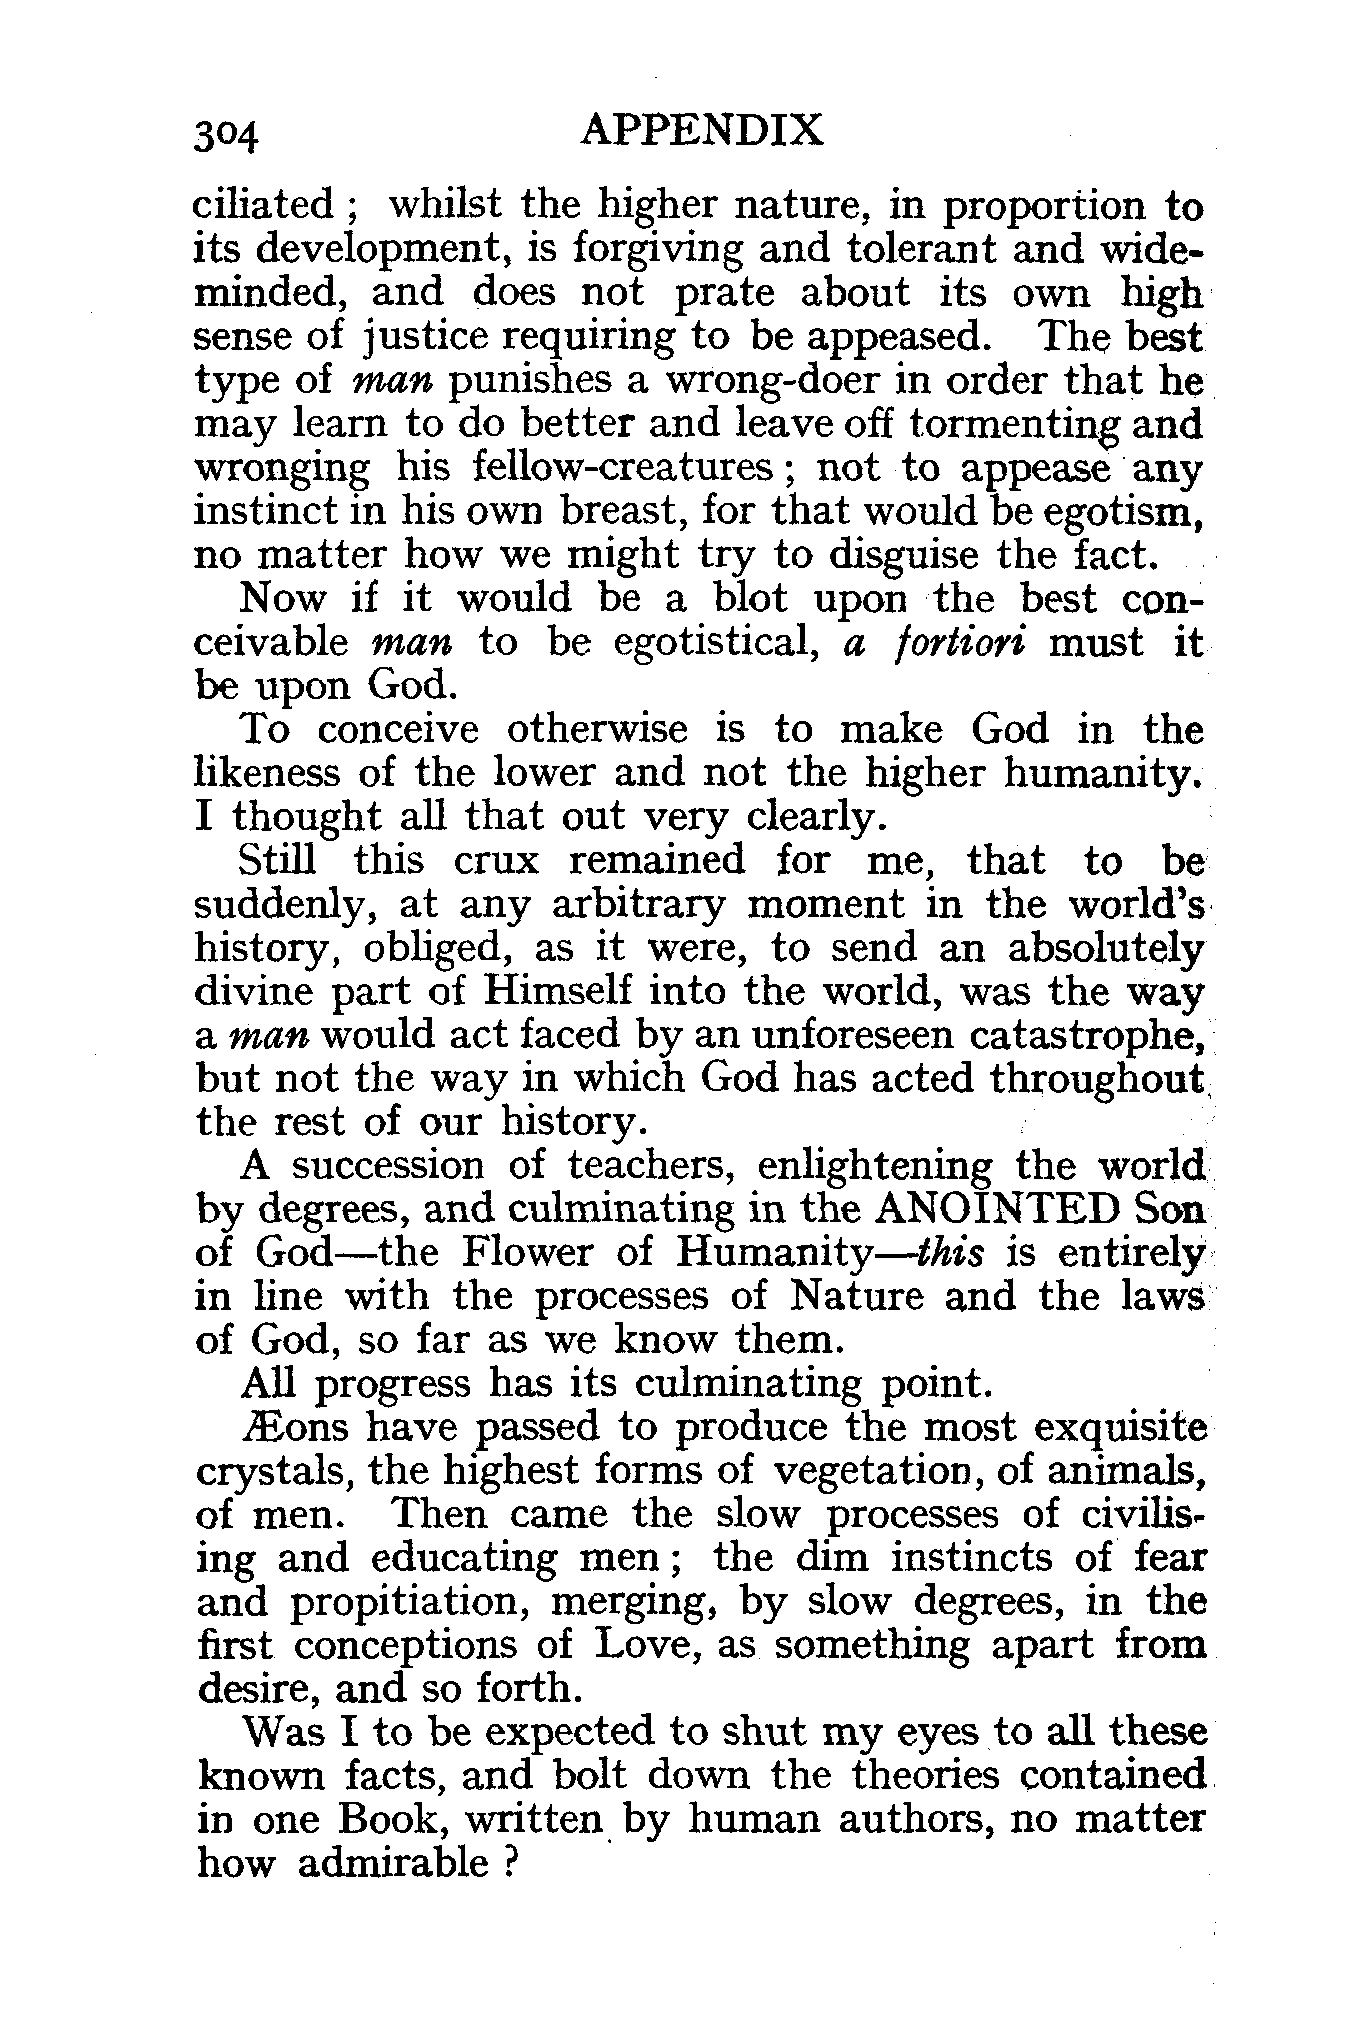 304 APPENDIX
ciliated ; whilst the higher nature, in proportion to
its development, is forgiving and tolerant and wide-
minded, and does not prate about its own high
sense of justice requiring to be appeased. The best
type of man punishes a wrong-doer in order that he
may learn to do better and leave off tormenting and
wronging his fellow-creatures ; not to appease any
instinct in his own breast, for that would be egotism,
no matter how we might try to disguise the fact.
Now if it would be a blot upon the best con-
ceivable man to be egotistical, a fortiori must it
be upon God.
To conceive otherwise is to make God in the
likeness of the lower and not the higher humanity.
I thought all that out very clearly.
Still this crux remained for me, that to be
suddenly, at any arbitrary moment in the world's
history, obliged, as it were, to send an absolutely
divine part of Himself into the world, was the way
a man would act faced by an unforeseen catastrophe,
but not the way in which God has acted throughout
the rest of our history.
A succession of teachers, enlightening the world
by degrees, and culminating in the ANOINTED Son
of God—the Flower of Humanity—this is entirely
in line with the processes of Nature and the laws
of God, so far as we know them.
All progress has its culminating point.
Æons have passed to produce the most exquisite
crystals, the highest forms of vegetation, of animals,
of men. Then came the slow processes of civilis-
ing and educating men ; the dim instincts of fear
and propitiation, merging, by slow degrees, in the
first conceptions of Love, as something apart from
desire, and so forth.
Was I to be expected to shut my eyes to all these
known facts, and bolt down the theories contained
in one Book, written by human authors, no matter
how admirable ?